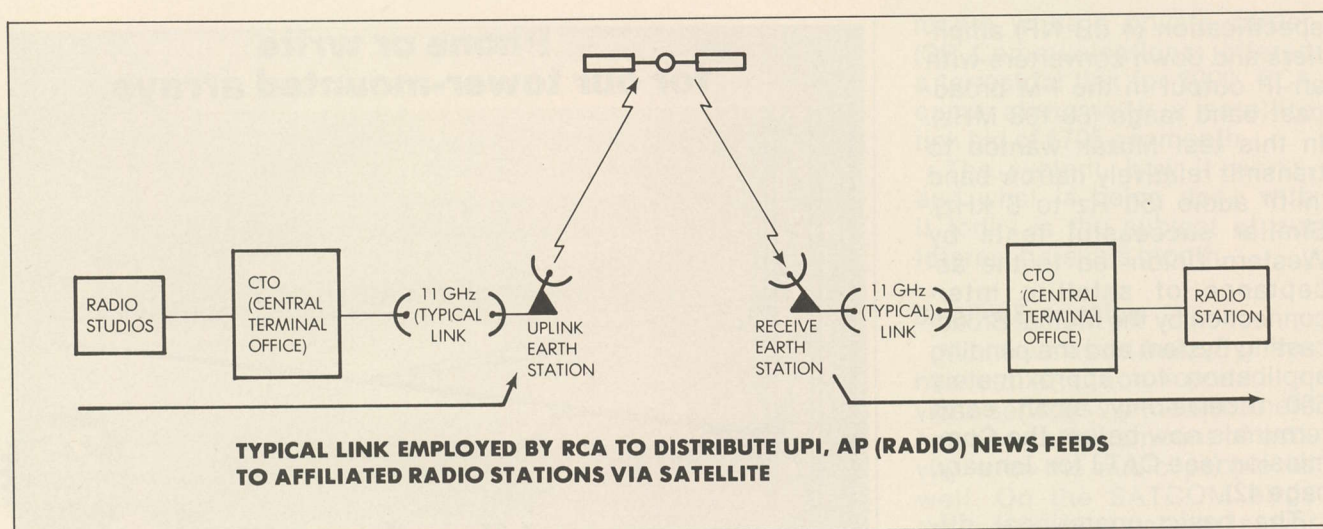 RADIO
STUDIOS
CTO
(CENTRAL
TERMINAL
OFFICE)
11 GHz
(TYPICAL
LINK
UPLINK
EARTH
STATION
RECEIVE
EARTH
STATION
11 GHz
(TYPICAL)
LINK
CTO
(CENTRAL
TERMINAL
OFFICE)
RADIO
STATION
TYPICAL LINK EMPLOYED BY RCA TO DISTRIBUTE UPI, AP (RADIO) NEWS FEEDS
TO AFFILIATED RADIO STATIONS VIA SATELLITE